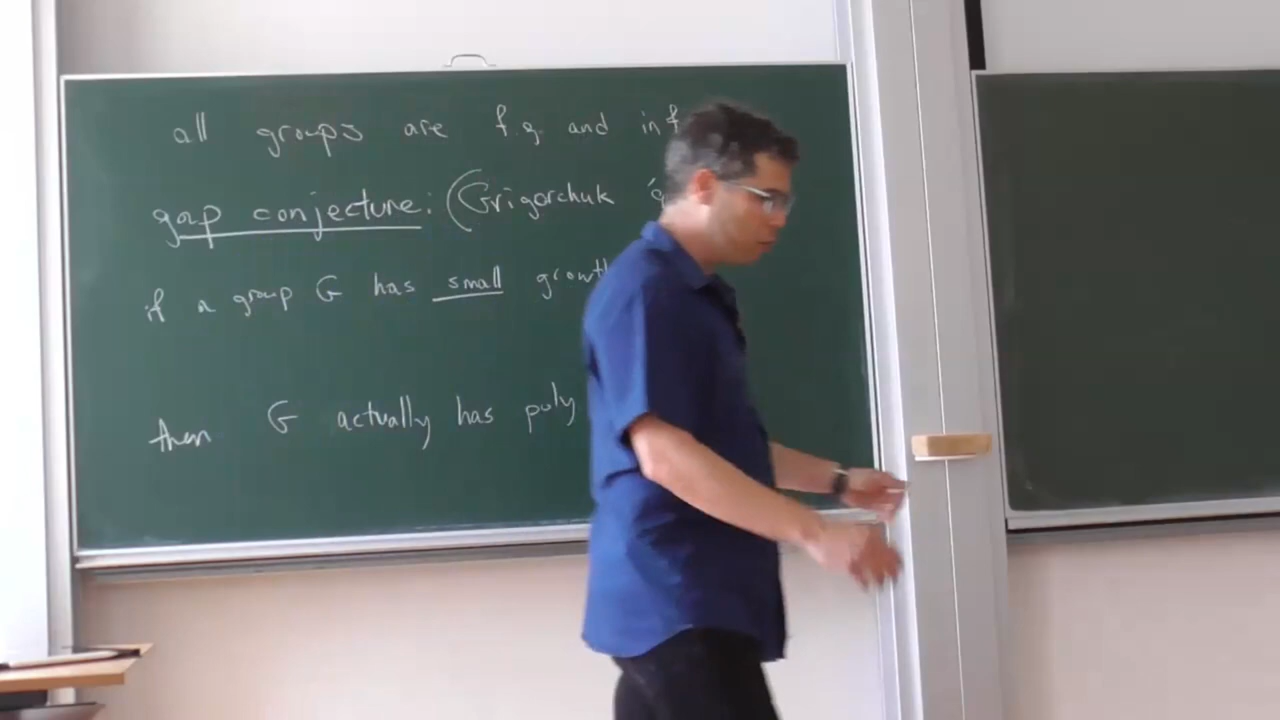 all groups are f.g. and inf
gap conjecture: (Grigorchuk
if a group G has small growth
then G actually has poly